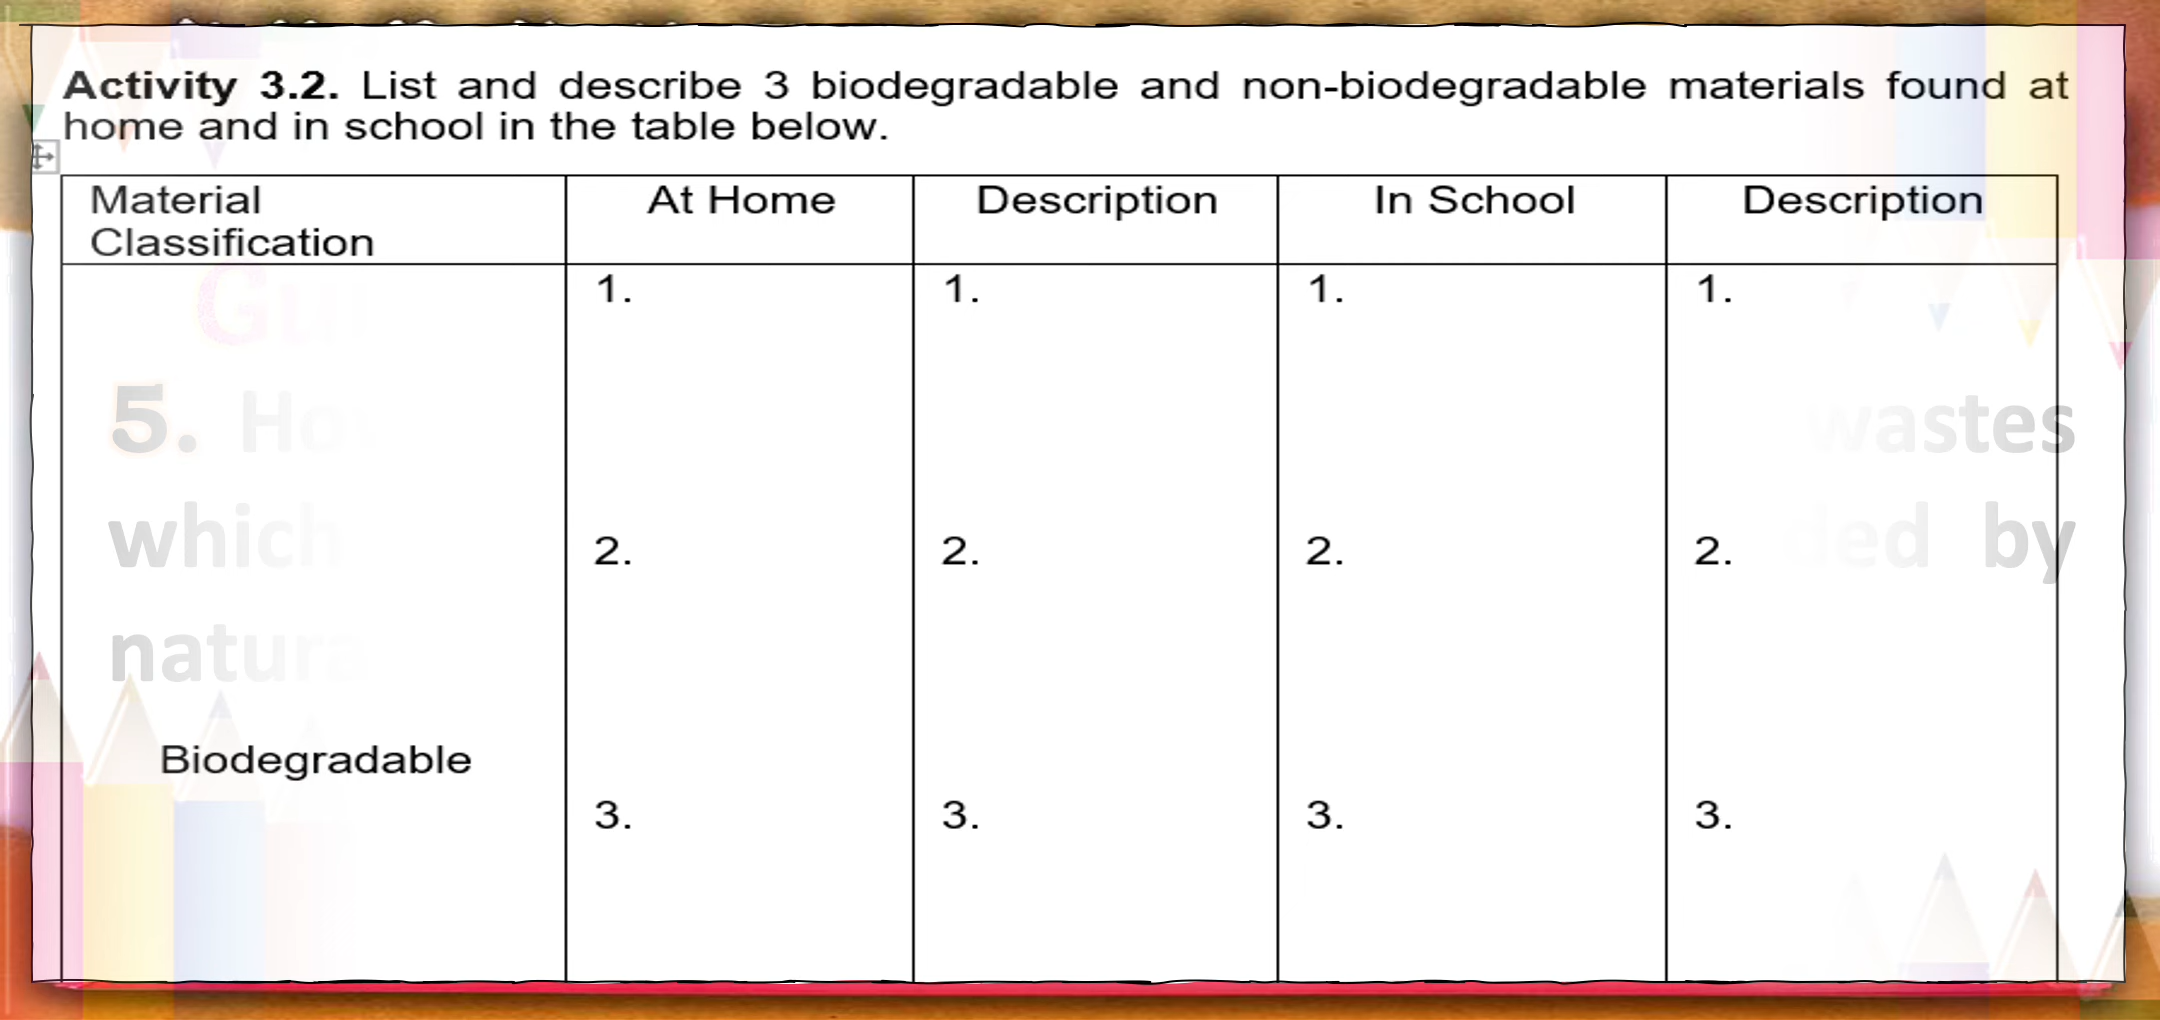 Activity 3.2. List and describe 3 biodegradable and non-biodegradable materials found at
home and in school in the table below.
Material Classification
At Home
Description
In School
Description
1.
1.
1.
1.
5.
wastes
which
by
2.
2.
2.
2.
Biodegradable
3.
3.
3.
3.